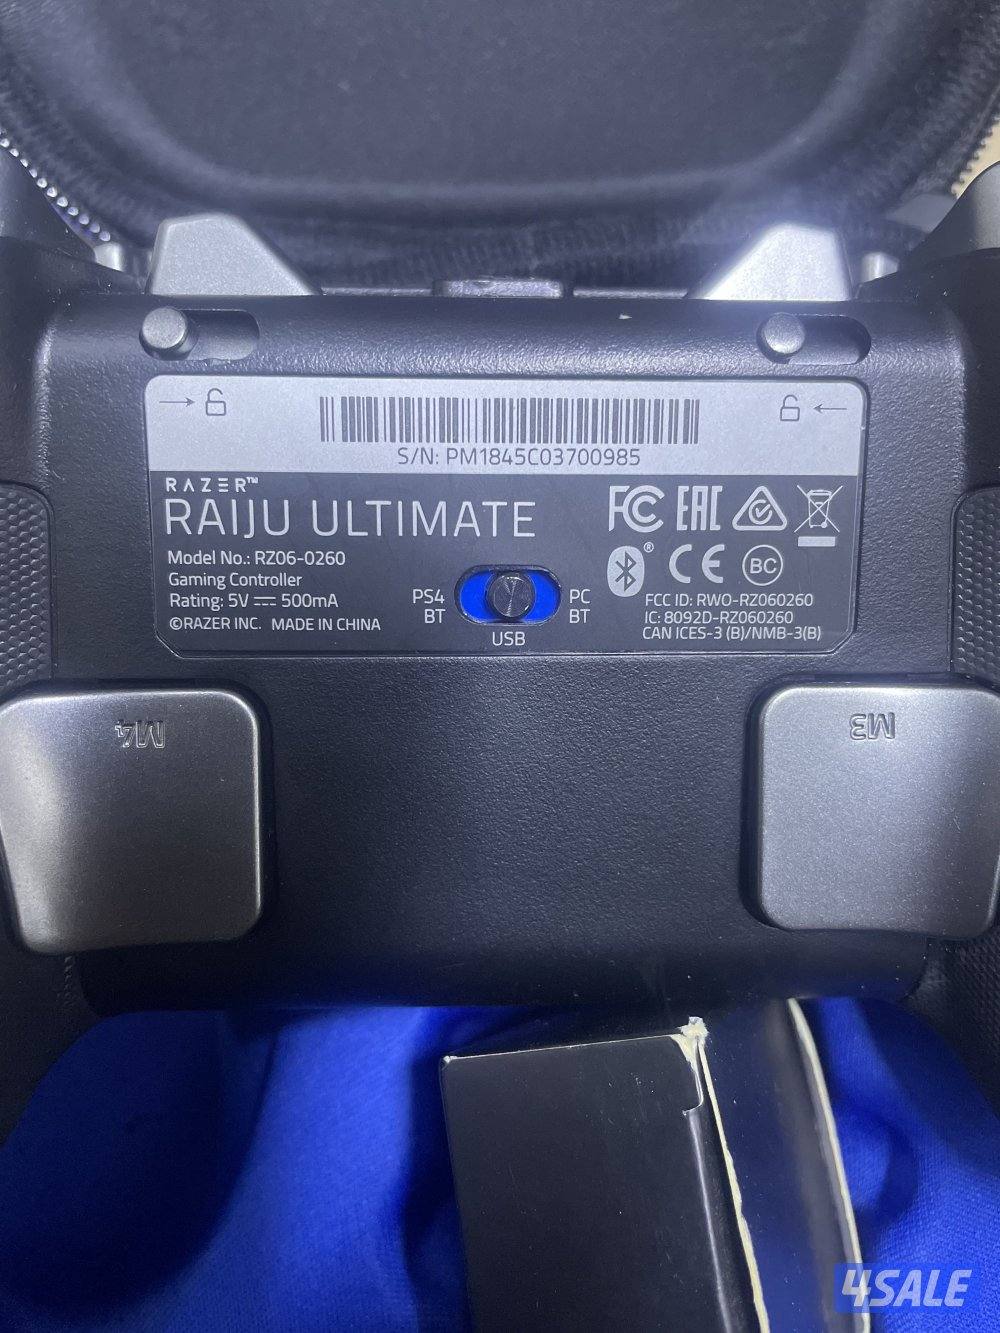 S/N: PM1845C03700985
RAZER™
RAIJU ULTIMATE
Model No.: RZ06-0260
Gaming Controller
Rating: 5V ⎓ 500mA
©RAZER INC. MADE IN CHINA
PS4
BT
USB
PC
BT
FC EAC
® CE BC
FCC ID: RWO-RZ060260
IC: 8092D-RZ060260
CAN ICES-3 (B)/NMB-3(B)
M4
M3
4SALE